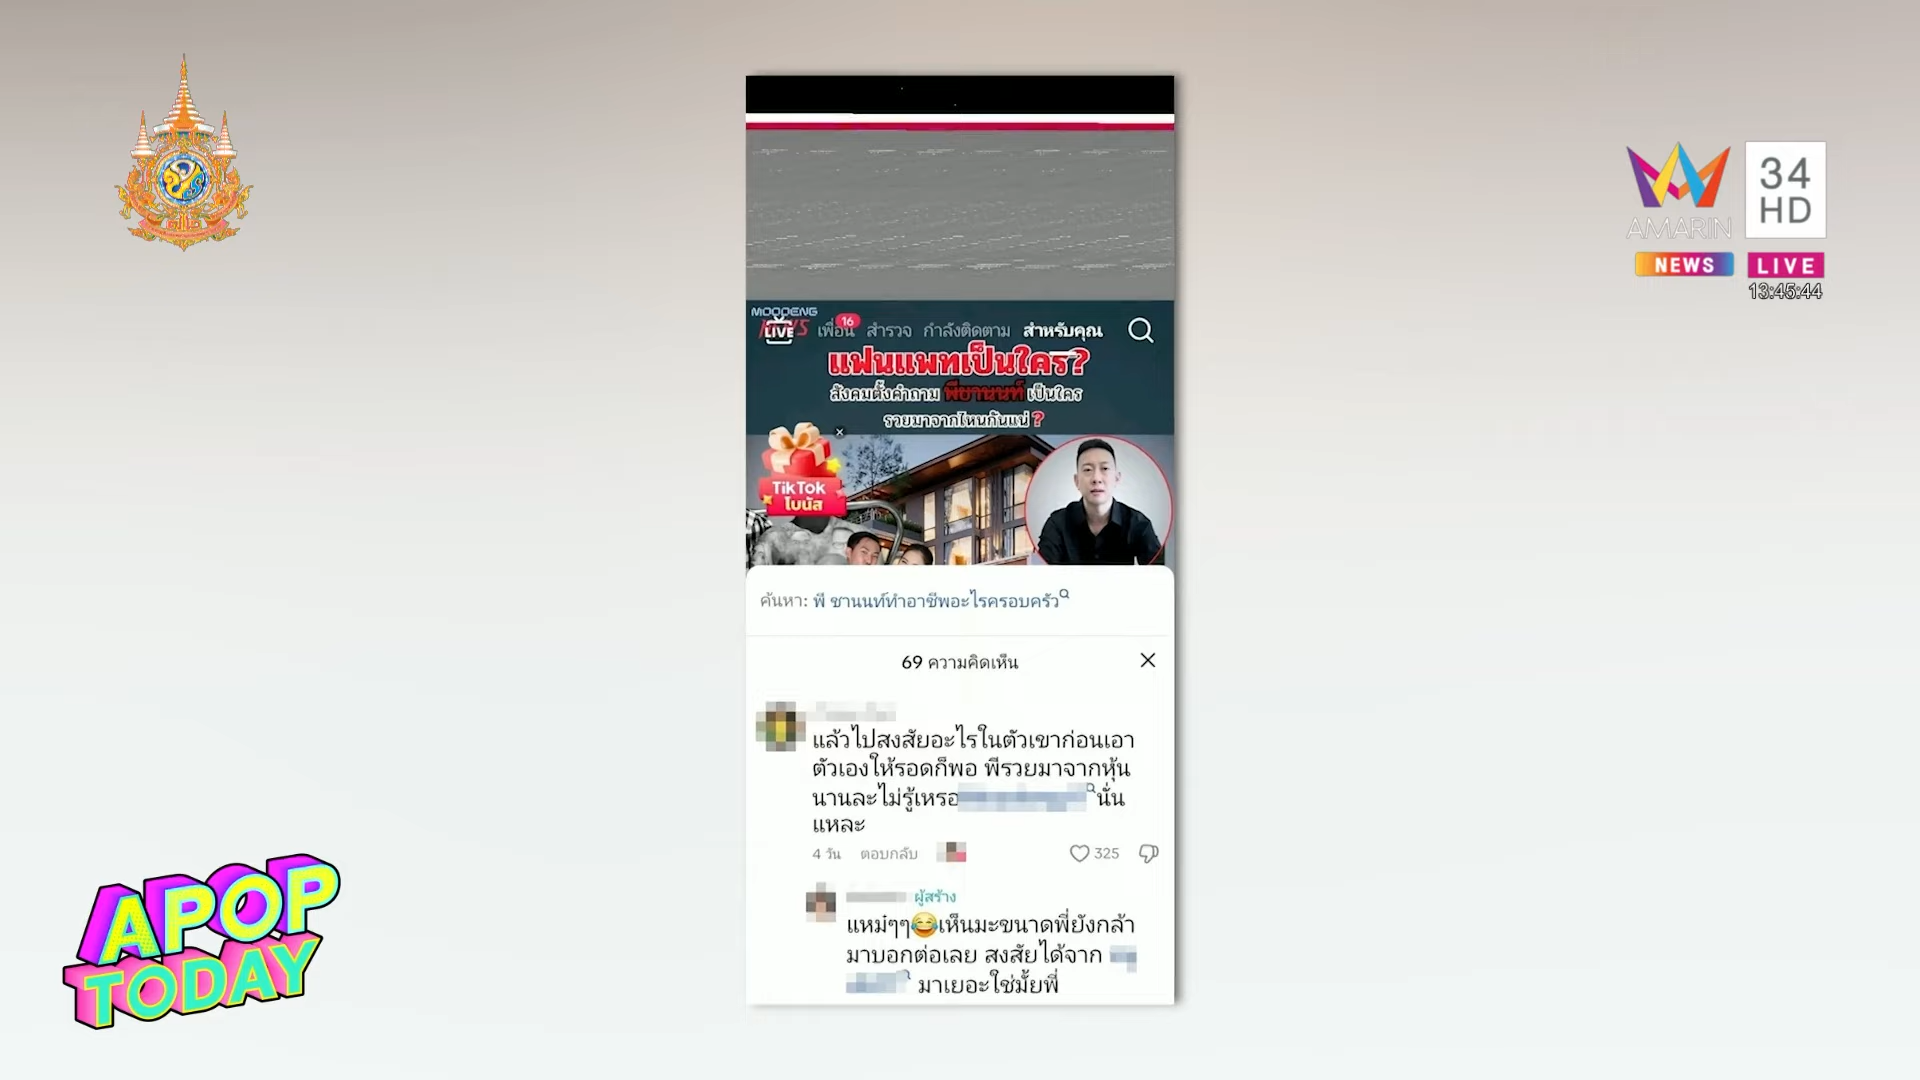 AMARIN
34
HD
NEWS
LIVE
13:45:44
MOODENG
NEWS
LIVE
เพื่อน
16
สำรวจ
กำลังติดตาม
สำหรับคุณ
แฟนแพทเป็นใคร?
สังคมตั้งคำถาม พีชานนท์ เป็นใคร
รวยมาจากไหนกันแน่ ?
TikTok
โบนัส
ค้นหา: พี ชานนท์ทำอาชีพอะไรครอบครัว
69 ความคิดเห็น
แล้วไปสงสัยอะไรในตัวเขาก่อนเอา
ตัวเองให้รอดก็พอ พีรวยมาจากหุ้น
นานละไม่รู้เหรอ นั่น
แหละ
4 วัน ตอบกลับ
325
ผู้สร้าง
แหม่ๆๆ😂เห็นมะขนาดพี่ยังกล้า
มาบอกต่อเลย สงสัยได้จาก
มาเยอะใช่มั้ยพี่
APOP
TODAY